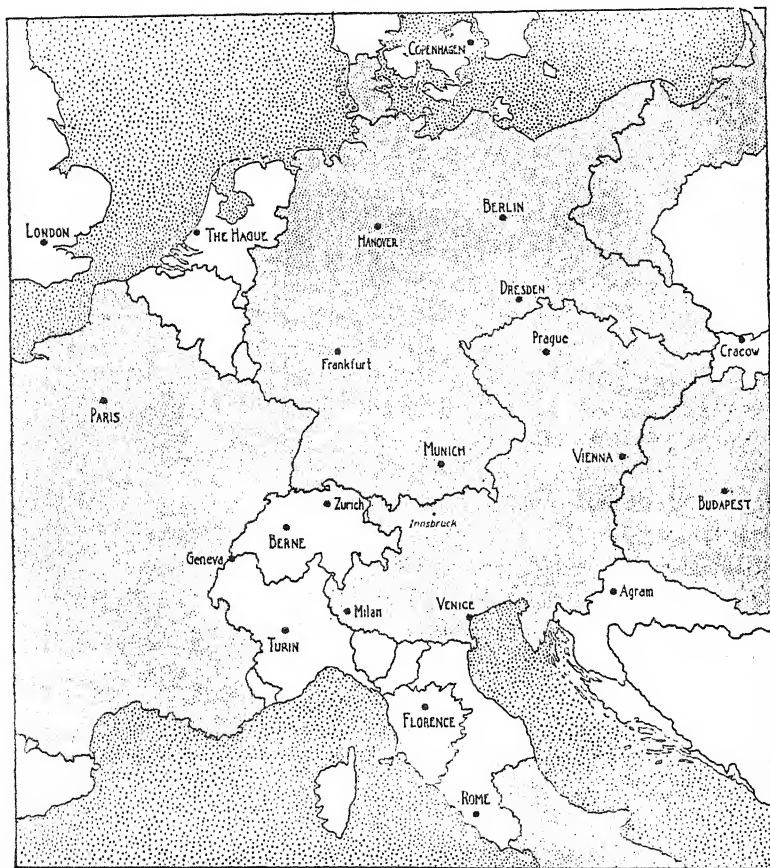 COPENHAGEN
LONDON
THE HAGUE
HANOVER
BERLIN
DRESDEN
Frankfurt
Prague
Cracow
PARIS
MUNICH
VIENNA
Zurich
Innsbruck
BUDAPEST
BERNE
Geneva
Milan
VENICE
Agram
TURIN
FLORENCE
ROME